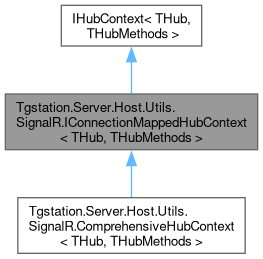 IHubContext< THub,
THubMethods >
Tgstation.Server.Host.Utils.
SignalR.IConnectionMappedHubContext
< THub, THubMethods >
Tgstation.Server.Host.Utils.
SignalR.ComprehensiveHubContext
< THub, THubMethods >